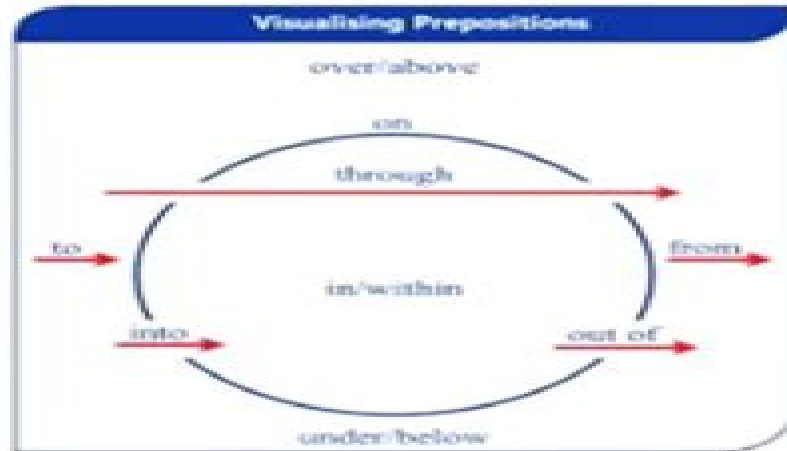 Visualising Prepositions
over/above
on
through
to
from
in/within
into
out of
under/below